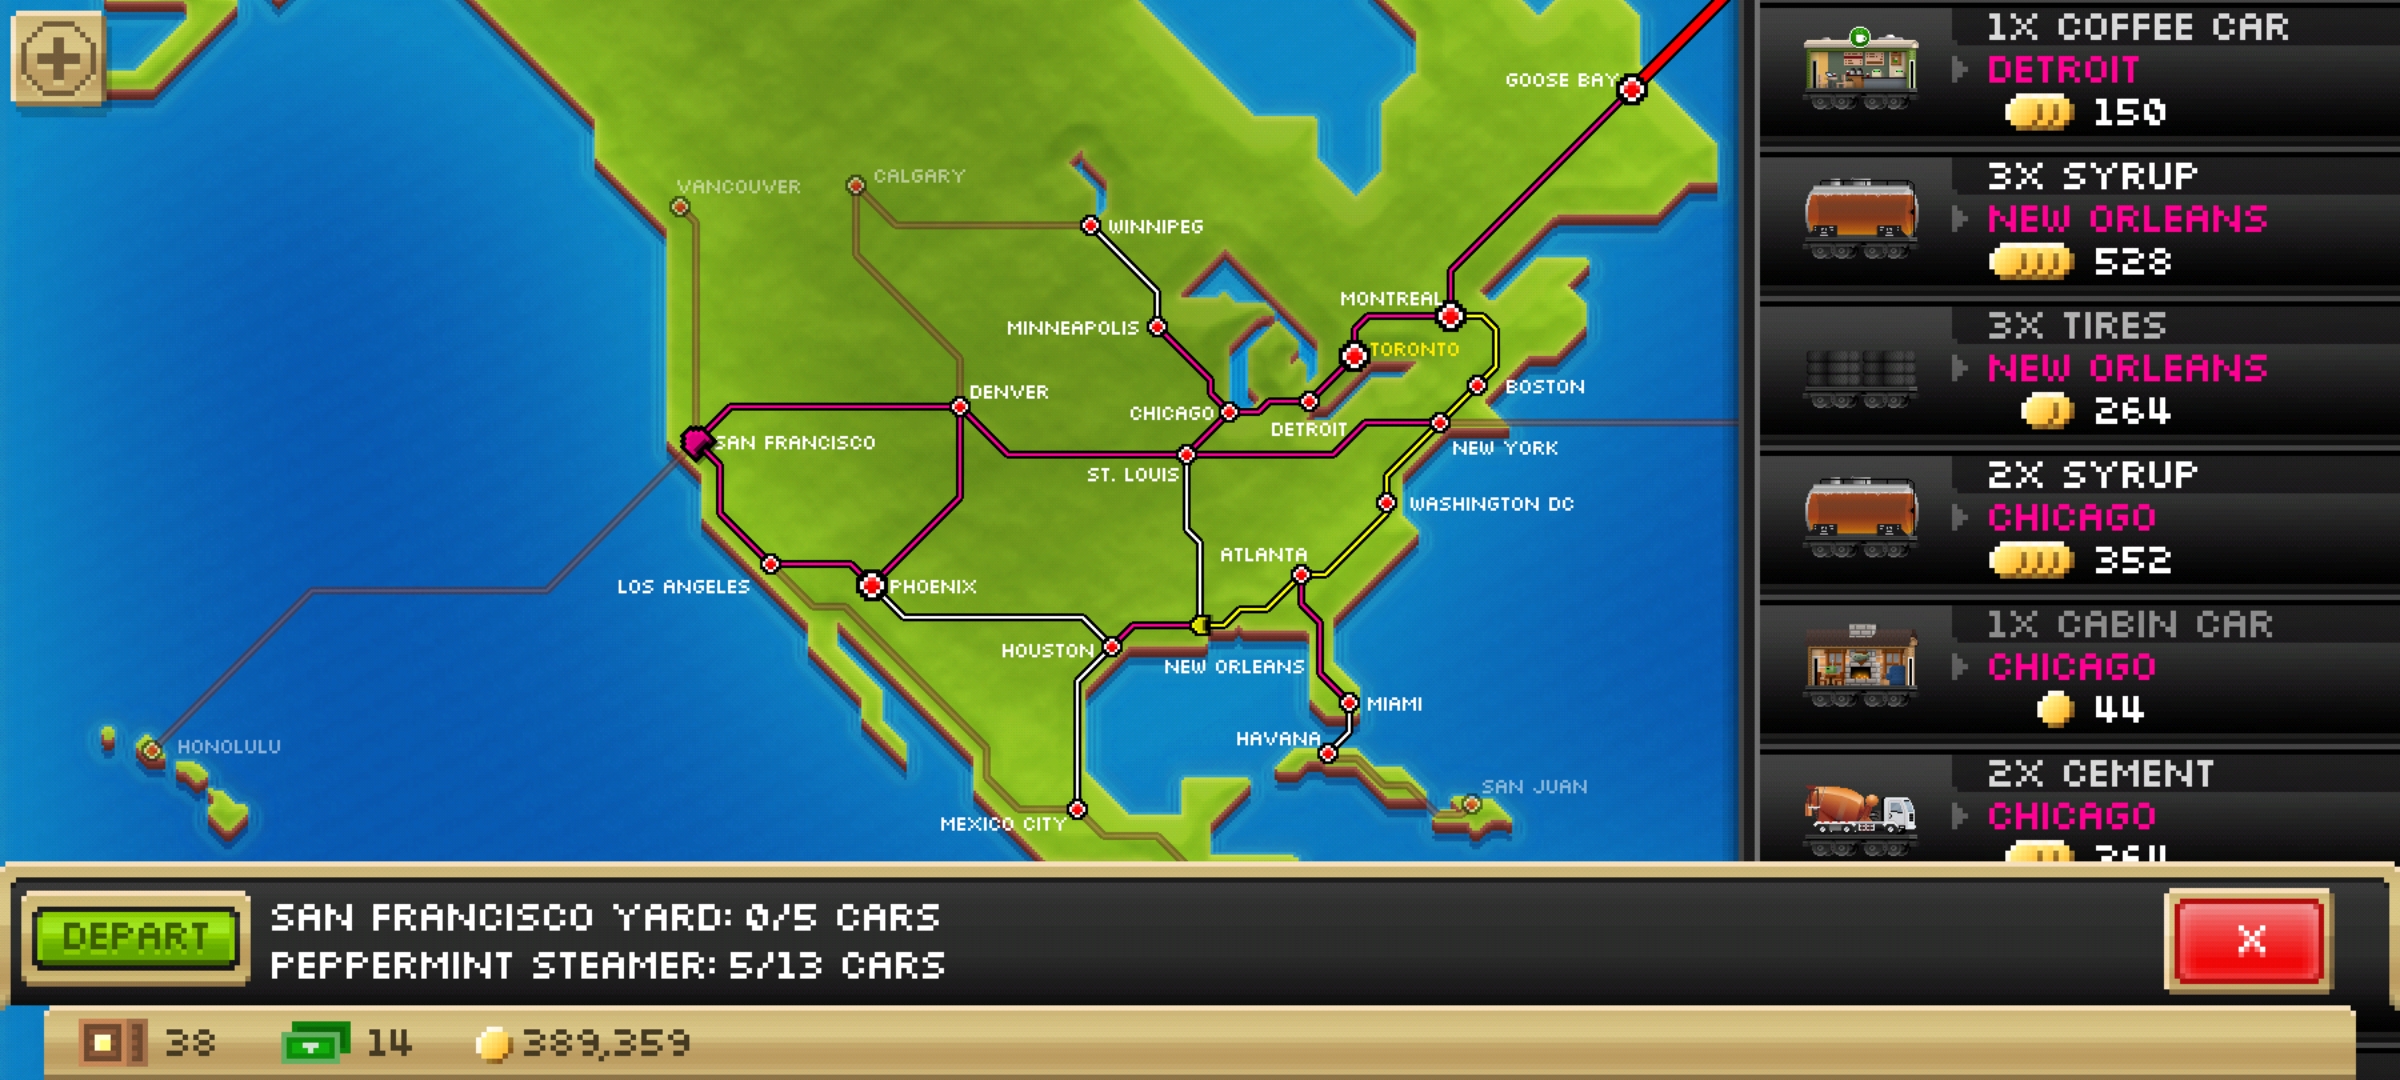 GOOSE BAY
VANCOUVER
CALGARY
WINNIPEG
MONTREAL
MINNEAPOLIS
TORONTO
DENVER
BOSTON
CHICAGO
DETROIT
SAN FRANCISCO
NEW YORK
ST. LOUIS
WASHINGTON DC
ATLANTA
LOS ANGELES
PHOENIX
HOUSTON
NEW ORLEANS
MIAMI
HAVANA
HONOLULU
SAN JUAN
MEXICO CITY
1X COFFEE CAR
DETROIT
150
3X SYRUP
NEW ORLEANS
528
3X TIRES
NEW ORLEANS
264
2X SYRUP
CHICAGO
352
1X CABIN CAR
CHICAGO
44
2X CEMENT
CHICAGO
264
DEPART
SAN FRANCISCO YARD: 0/5 CARS
PEPPERMINT STEAMER: 5/13 CARS
X
38
14
389,359